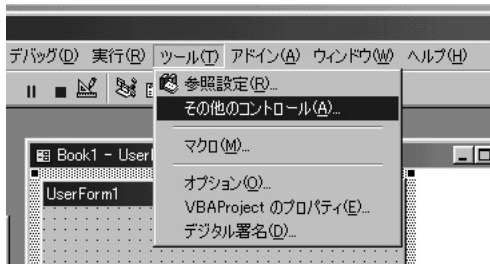 デバッグ(D) 実行(R) ツール(T) アドイン(A) ウィンドウ(W) ヘルプ(H)
参照設定(R)...
その他のコントロール(A)...
マクロ(M)...
オプション(O)...
VBAProject のプロパティ(E)...
デジタル署名(D)...
Book1 - User
UserForm1